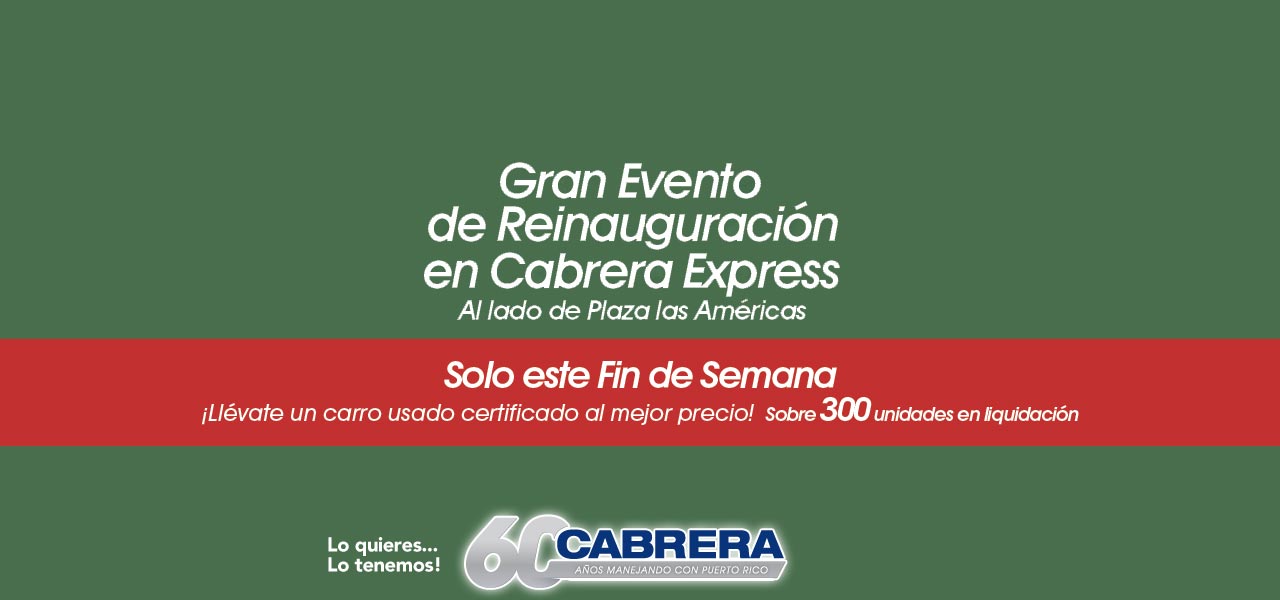 Gran Evento
de Reinauguración
en Cabrera Express
Al lado de Plaza las Américas
Solo este Fin de Semana
¡Llévate un carro usado certificado al mejor precio! Sobre 300 unidades en liquidación
Lo quieres...
Lo tenemos!
60 CABRERA
AÑOS MANEJANDO CON PUERTO RICO